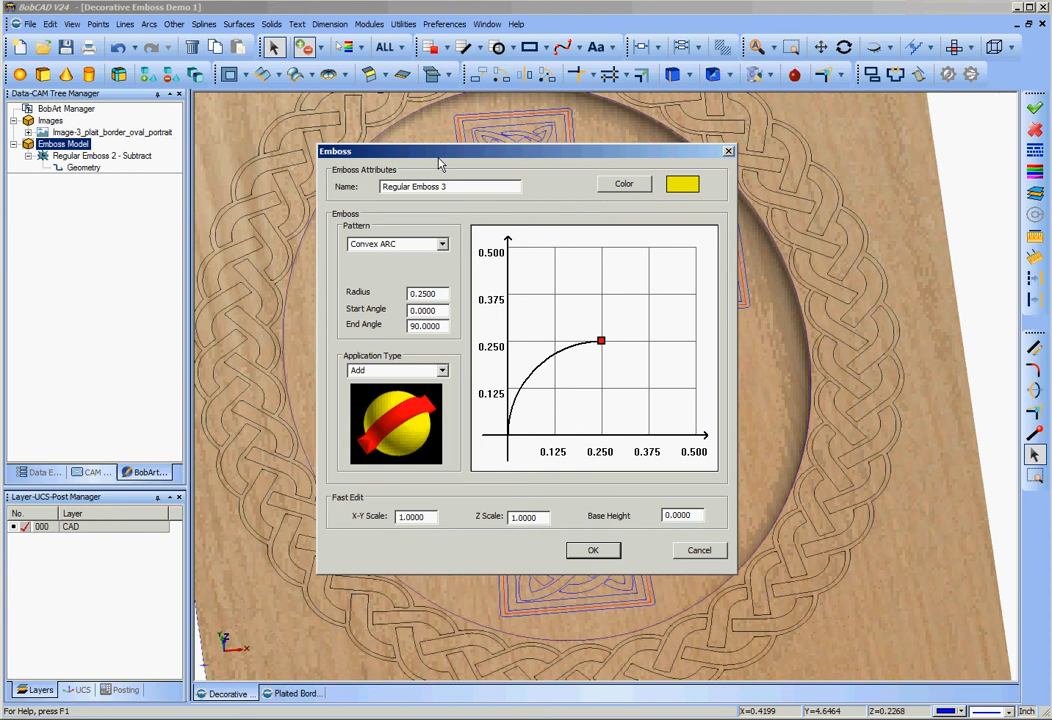 BobCAD V24 - [Decorative Emboss Demo 1]
File Edit View Points Lines Arcs Other Splines Surfaces Solids Text Dimension Modules Utilities Preferences Window Help
ALL
Aa
Data-CAM Tree Manager
BobArt Manager
Images
Image-3_plait_border_oval_portrait
Emboss Model
Regular Emboss 2 - Subtract
Geometry
Data E... CAM ... BobArt...
Layer-UCS-Post Manager
No. Layer
000 CAD
Layers UCS Posting
Emboss
Emboss Attributes
Name: Regular Emboss 3 Color
Emboss
Pattern
Convex ARC
Radius 0.2500
Start Angle 0.0000
End Angle 90.0000
Application Type
Add
0.500
0.375
0.250
0.125
0.125 0.250 0.375 0.500
Fast Edit
X-Y Scale: 1.0000 Z Scale: 1.0000 Base Height 0.0000
OK Cancel
Decorative ... Plaited Bord...
For Help, press F1 X=0.4199 Y=4.6464 Z=0.2268 Inch